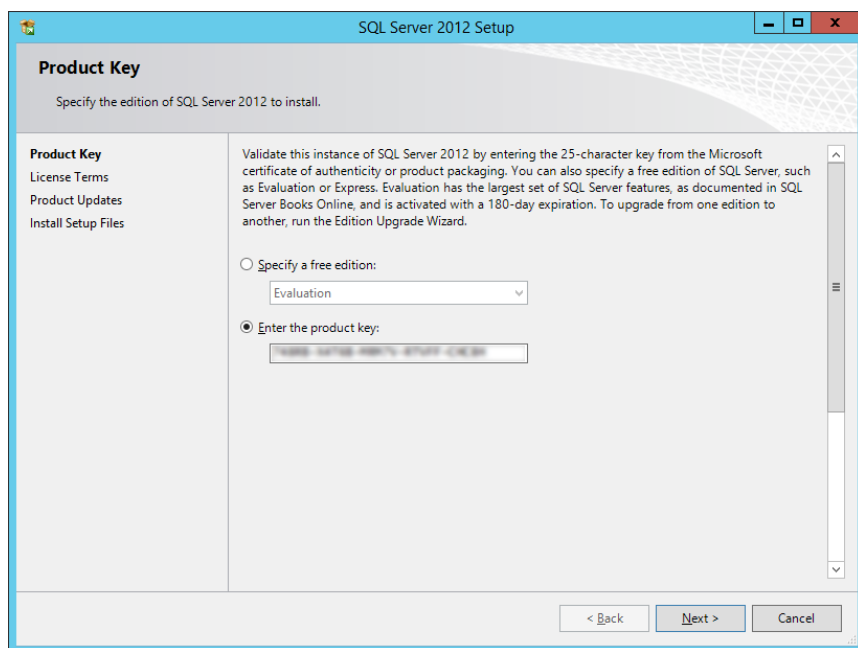 SQL Server 2012 Setup
Product Key
Specify the edition of SQL Server 2012 to install.
Product Key
License Terms
Product Updates
Install Setup Files
Validate this instance of SQL Server 2012 by entering the 25-character key from the Microsoft
certificate of authenticity or product packaging. You can also specify a free edition of SQL Server, such
as Evaluation or Express. Evaluation has the largest set of SQL Server features, as documented in SQL
Server Books Online, and is activated with a 180-day expiration. To upgrade from one edition to
another, run the Edition Upgrade Wizard.
Specify a free edition:
Evaluation
Enter the product key:
< Back
Next >
Cancel